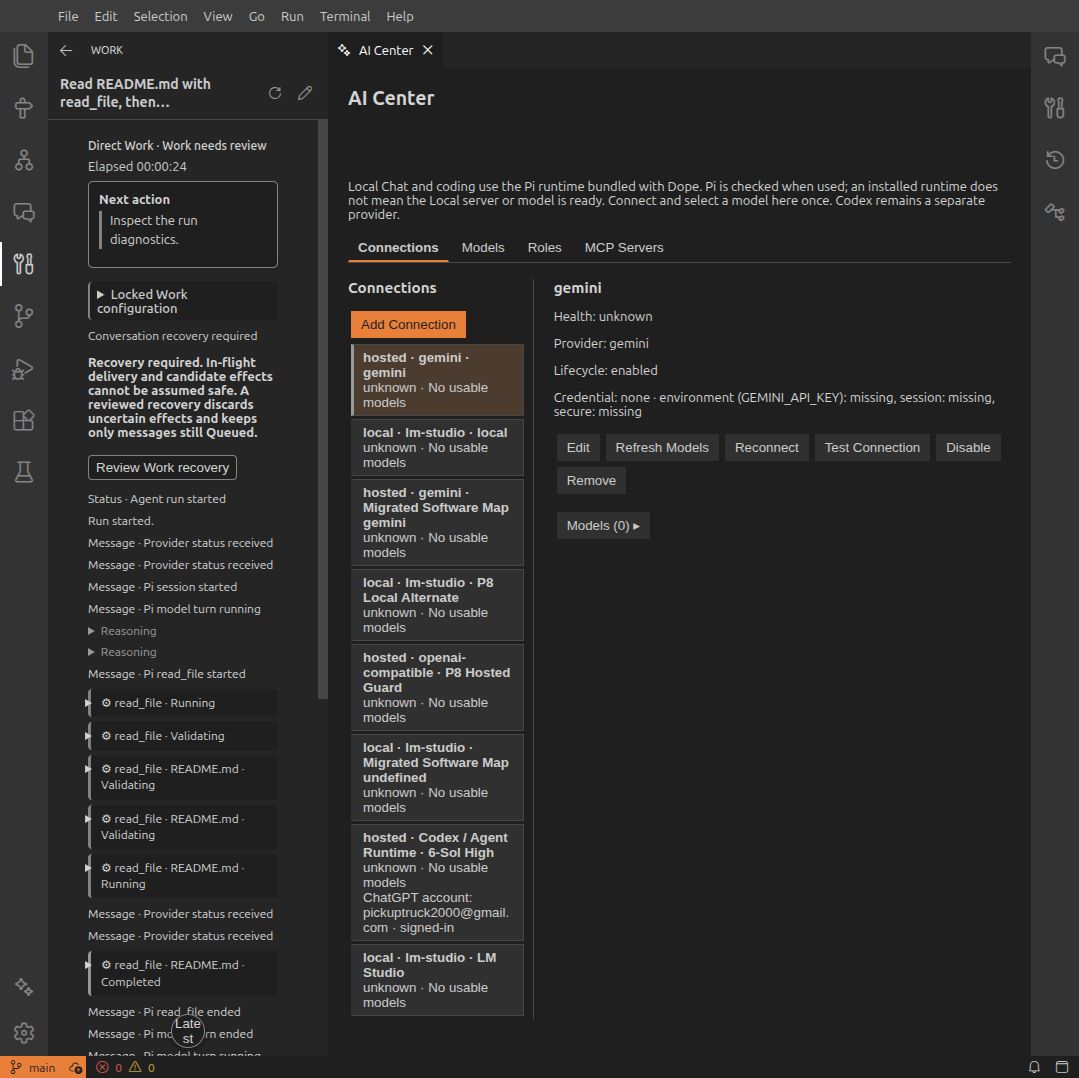 File Edit Selection View Go Run Terminal Help
WORK
Read README.md with
read_file, then...
Direct Work · Work needs review
Elapsed 00:00:24
Next action
Inspect the run
diagnostics.
Locked Work
configuration
Conversation recovery required
Recovery required. In-flight
delivery and candidate effects
cannot be assumed safe. A
reviewed recovery discards
uncertain effects and keeps
only messages still Queued.
Review Work recovery
Status · Agent run started
Run started.
Message · Provider status received
Message · Provider status received
Message · Pi session started
Message · Pi model turn running
Reasoning
Reasoning
Message · Pi read_file started
read_file · Running
read_file · Validating
read_file · README.md ·
Validating
read_file · README.md ·
Validating
read_file · README.md ·
Running
Message · Provider status received
Message · Provider status received
read_file · README.md ·
Completed
Message · Pi read_file ended
Message · Pi mo rn ended
Late
st
Message · Pi model turn running
AI Center
AI Center
Local Chat and coding use the Pi runtime bundled with Dope. Pi is checked when used; an installed runtime does
not mean the Local server or model is ready. Connect and select a model here once. Codex remains a separate
provider.
Connections Models Roles MCP Servers
Connections
Add Connection
hosted · gemini ·
gemini
unknown · No usable
models
local · lm-studio · local
unknown · No usable
models
hosted · gemini ·
Migrated Software Map
gemini
unknown · No usable
models
local · lm-studio · P8
Local Alternate
unknown · No usable
models
hosted · openai-
compatible · P8 Hosted
Guard
unknown · No usable
models
local · lm-studio ·
Migrated Software Map
undefined
unknown · No usable
models
hosted · Codex / Agent
Runtime · 6-Sol High
unknown · No usable
models
ChatGPT account:
pickuptruck2000@gmail.
com · signed-in
local · lm-studio · LM
Studio
unknown · No usable
models
gemini
Health: unknown
Provider: gemini
Lifecycle: enabled
Credential: none · environment (GEMINI_API_KEY): missing, session: missing,
secure: missing
Edit Refresh Models Reconnect Test Connection Disable
Remove
Models (0) ▸
main 0 0